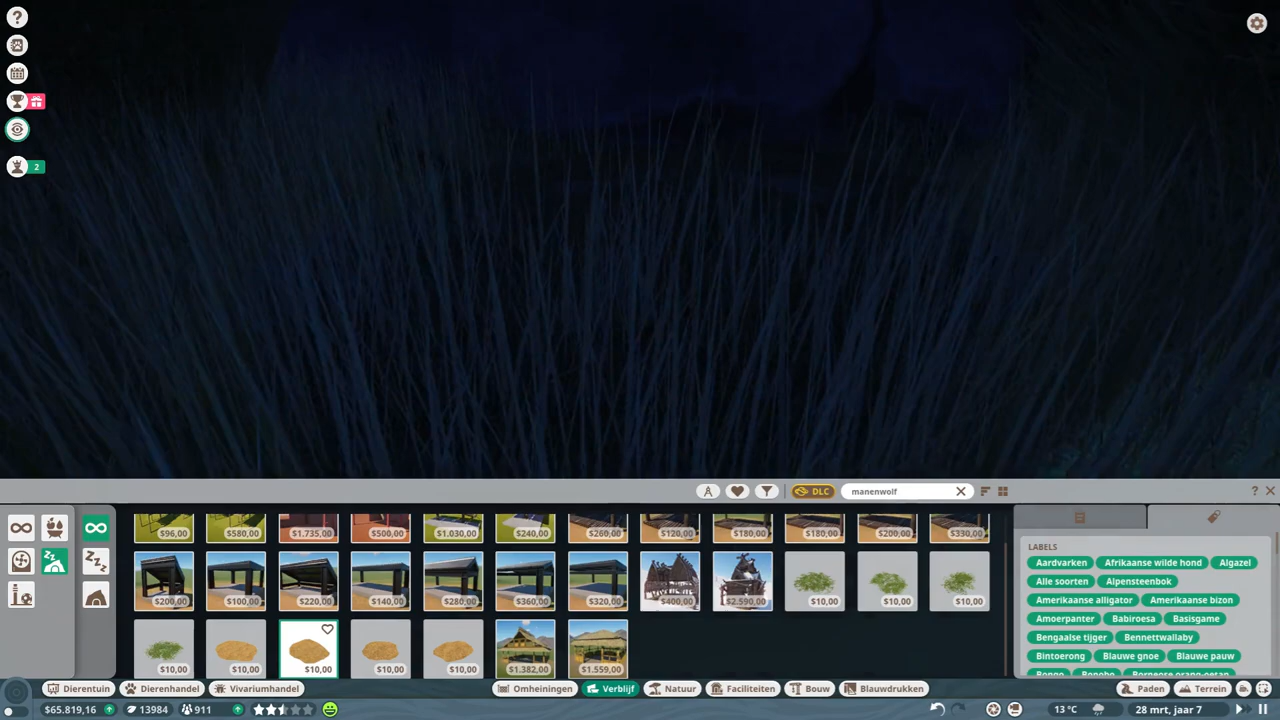 2
DLC
manenwolf
?
$96,00
$580,00
$1.735,00
$500,00
$1.030,00
$240,00
$260,00
$120,00
$180,00
$180,00
$200,00
$330,00
$200,00
$100,00
$220,00
$140,00
$280,00
$360,00
$320,00
$400,00
$2.590,00
$10,00
$10,00
$10,00
$10,00
$10,00
$10,00
$10,00
$10,00
$1.382,00
$1.559,00
LABELS
Aardvarken
Afrikaanse wilde hond
Algazel
Alle soorten
Alpensteenbok
Amerikaanse alligator
Amerikaanse bizon
Amoerpanter
Babiroesa
Basisgame
Bengaalse tijger
Bennettwallaby
Bintoerong
Blauwe gnoe
Blauwe pauw
Bongo
Bonobo
Borneose orang-oetan
Dierentuin
Dierenhandel
Vivariumhandel
Omheiningen
Verblijf
Natuur
Faciliteiten
Bouw
Blauwdrukken
Paden
Terrein
$65.819,16
13984
911
13 °C
28 mrt, jaar 7